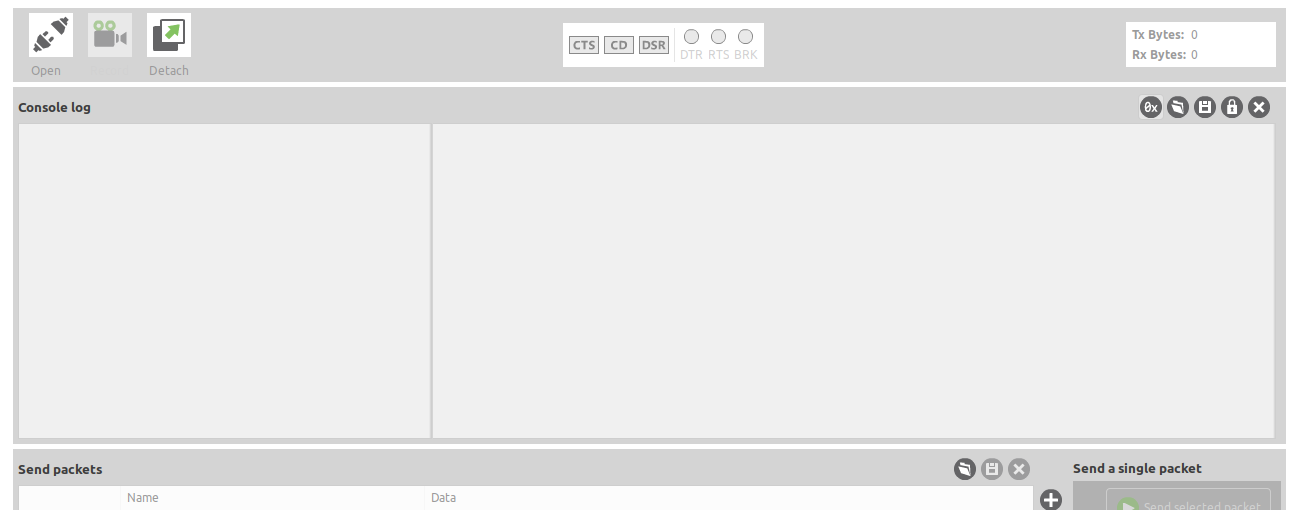 Open
Detach
CTS CD DSR
DTR RTS BRK
Tx Bytes: 0
Rx Bytes: 0
Console log
0x
Send packets
Send a single packet
Name Data
Send selected packet